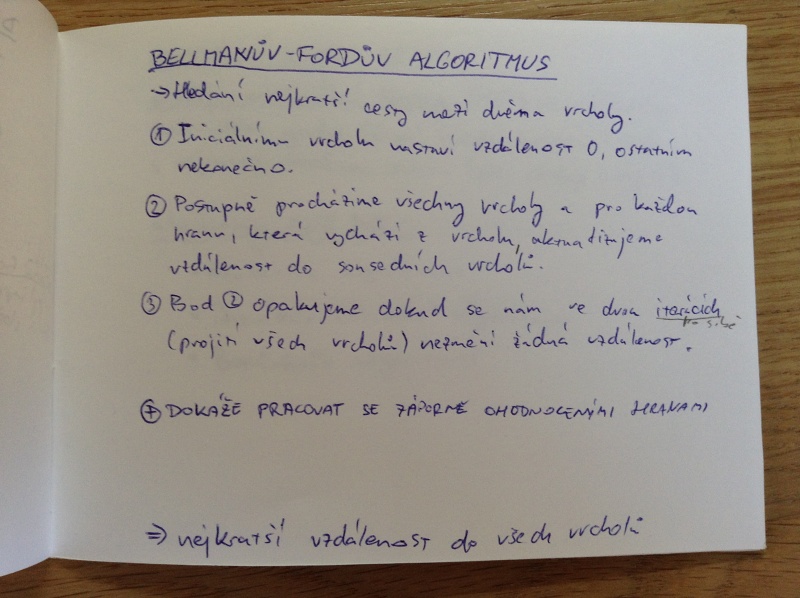 BELLMANŮV-FORDŮV ALGORITMUS
→ Hledání nejkratší cesty mezi dvěma vrcholy.
① Iniciálnímu vrcholu nastaví vzdálenost 0, ostatním
nekonečno.
② Postupně procházíme všechny vrcholy a pro každou
hranu, která vychází z vrcholu, aktualizujeme
vzdálenost do sousedních vrcholů.
③ Bod ② opakujeme dokud se nám ve dvou iteracích
po sobě
(projití všech vrcholů) nezmění žádná vzdálenost.
⊕ DOKÁŽE PRACOVAT SE ZÁPORNĚ OHODNOCENÝMI HRANAMI
⇒ nejkratší vzdálenost do všech vrcholů